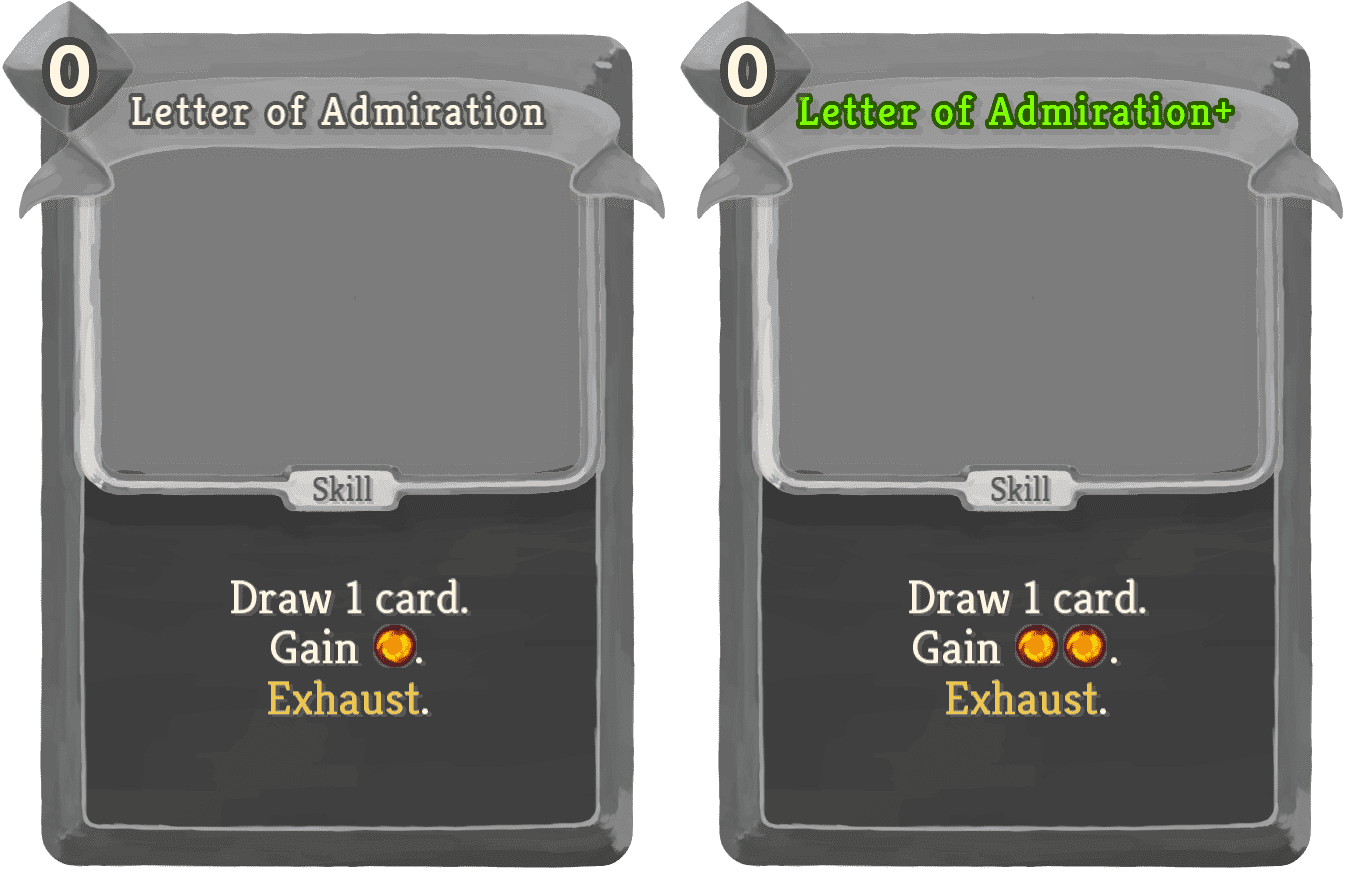 0
Letter of Admiration
Skill
Draw 1 card.
Gain .
Exhaust.
0
Letter of Admiration+
Skill
Draw 1 card.
Gain .
Exhaust.